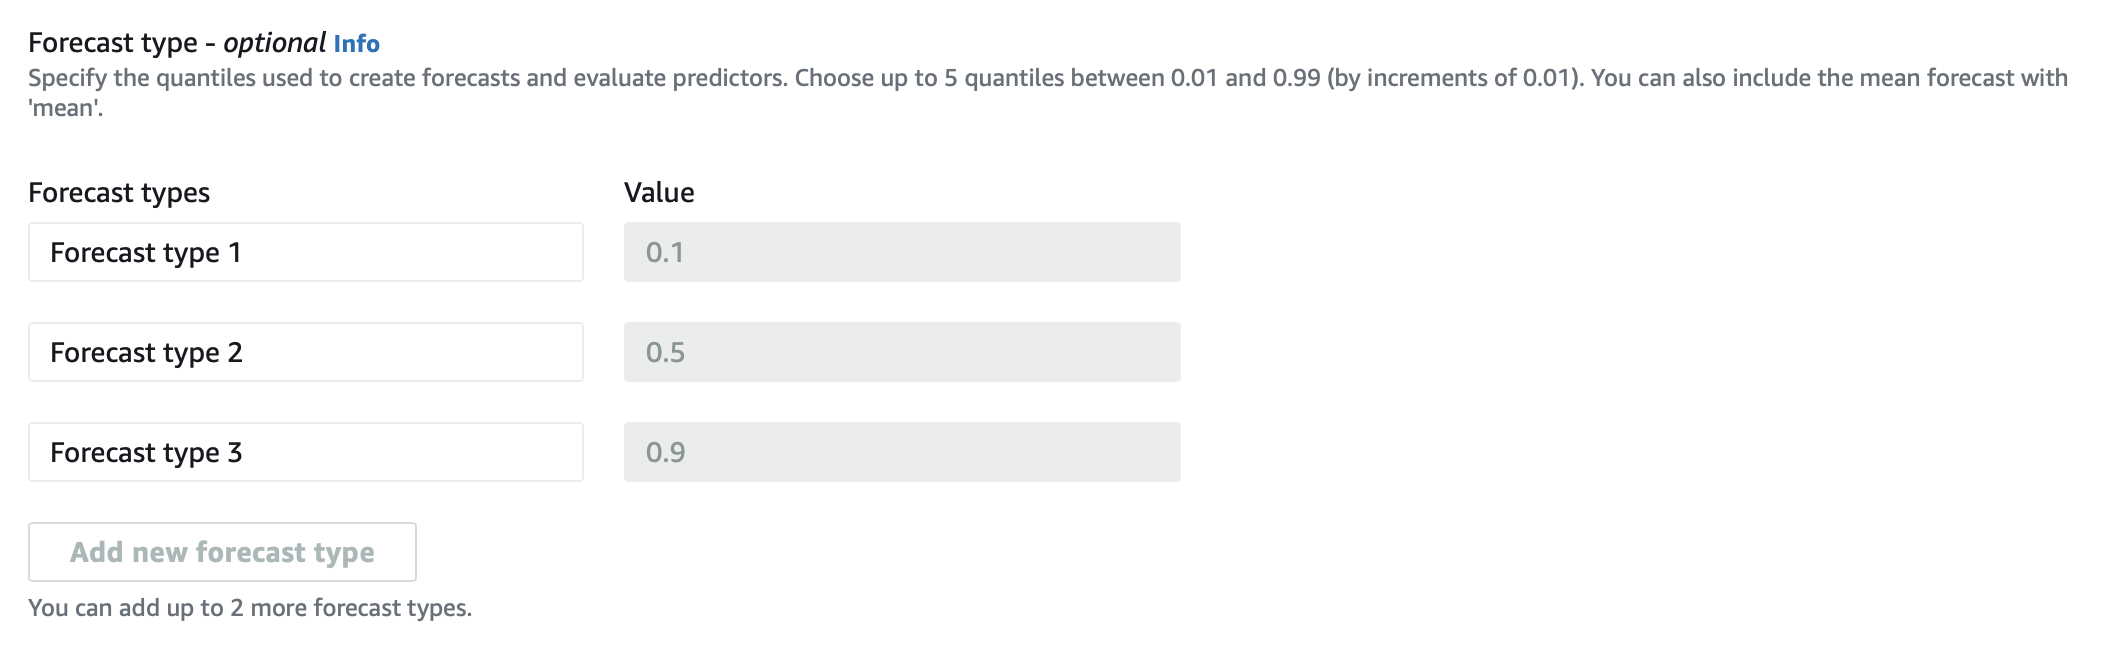 Forecast type - optional Info
Specify the quantiles used to create forecasts and evaluate predictors. Choose up to 5 quantiles between 0.01 and 0.99 (by increments of 0.01). You can also include the mean forecast with
'mean'.
Forecast types Value
Forecast type 1 0.1
Forecast type 2 0.5
Forecast type 3 0.9
Add new forecast type
You can add up to 2 more forecast types.